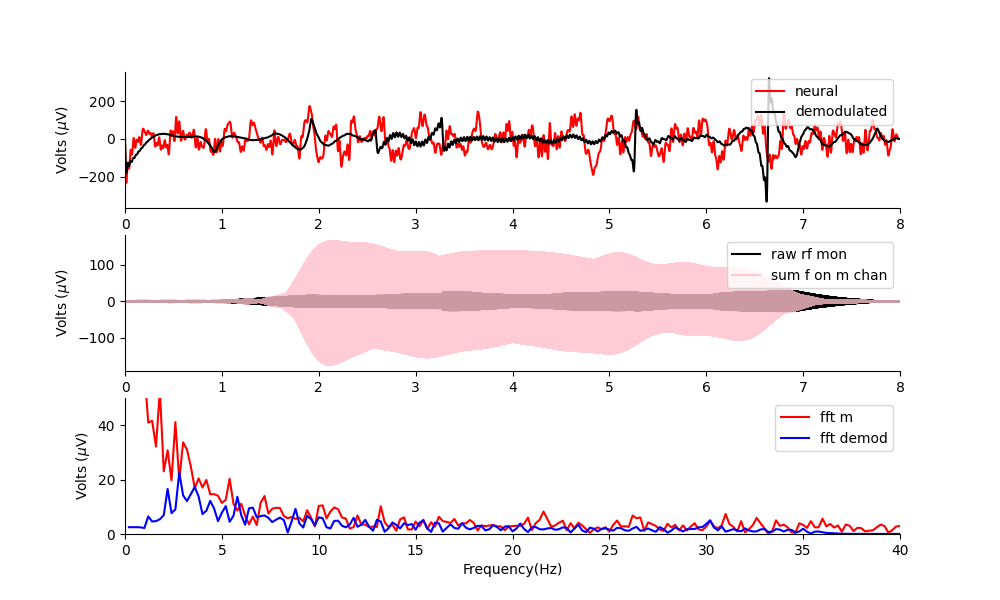 neural
demodulated
Volts (μV)
200
0
−200
0 1 2 3 4 5 6 7 8
raw rf mon
sum f on m chan
Volts (μV)
100
0
−100
0 1 2 3 4 5 6 7 8
fft m
fft demod
Volts (μV)
40
20
0
0 5 10 15 20 25 30 35 40
Frequency(Hz)